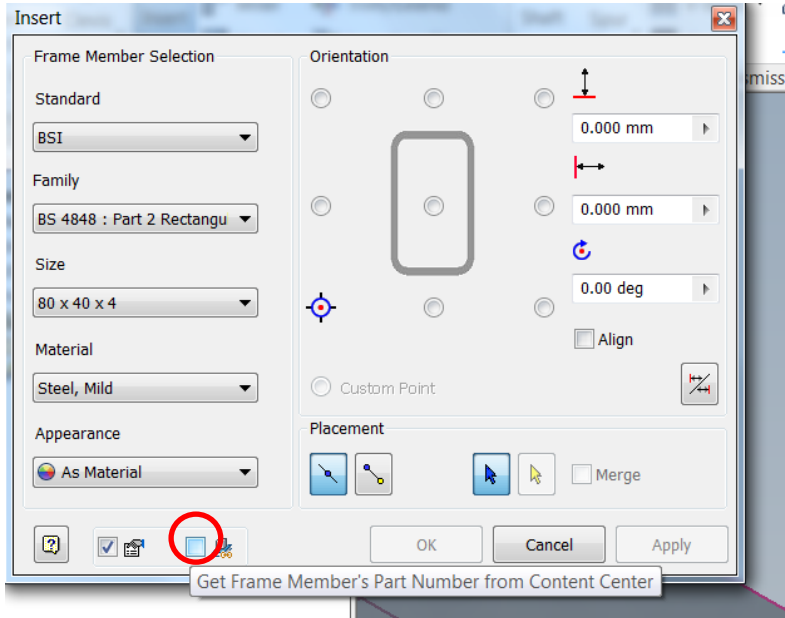 Insert
Frame Member Selection
Standard
BSI
Family
BS 4848 : Part 2 Rectangu
Size
80 x 40 x 4
Material
Steel, Mild
Appearance
As Material
Orientation
0.000 mm
0.000 mm
0.00 deg
Align
Custom Point
Placement
Merge
OK
Cancel
Apply
Get Frame Member's Part Number from Content Center
smiss